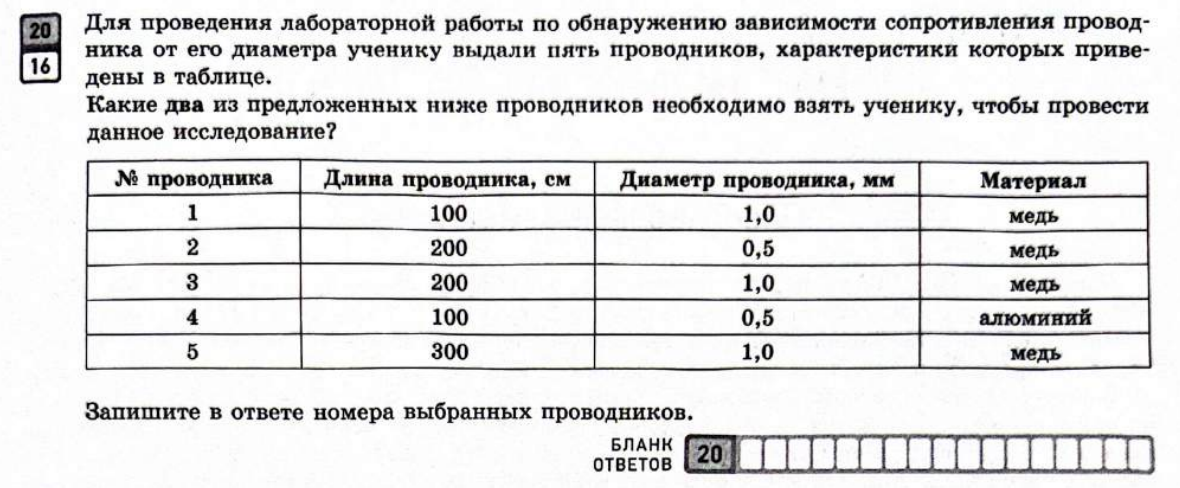 20
16
Для проведения лабораторной работы по обнаружению зависимости сопротивления провод-
ника от его диаметра ученику выдали пять проводников, характеристики которых приве-
дены в таблице.
Какие два из предложенных ниже проводников необходимо взять ученику, чтобы провести
данное исследование?
№ проводника Длина проводника, см Диаметр проводника, мм Материал
1 100 1,0 медь
2 200 0,5 медь
3 200 1,0 медь
4 100 0,5 алюминий
5 300 1,0 медь
Запишите в ответе номера выбранных проводников.
БЛАНК
ОТВЕТОВ 20